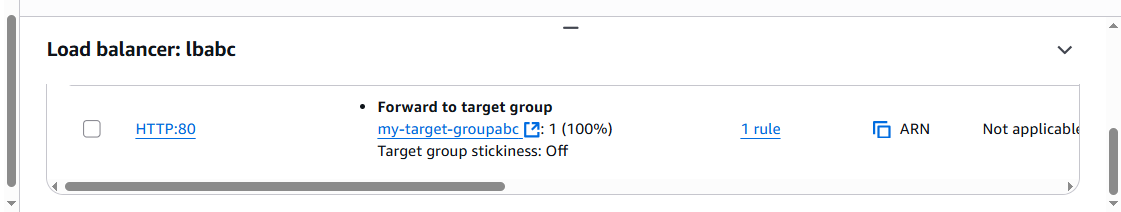 Load balancer: lbabc
Forward to target group
HTTP:80 my-target-groupabc : 1 (100%) 1 rule ARN Not applicable
Target group stickiness: Off